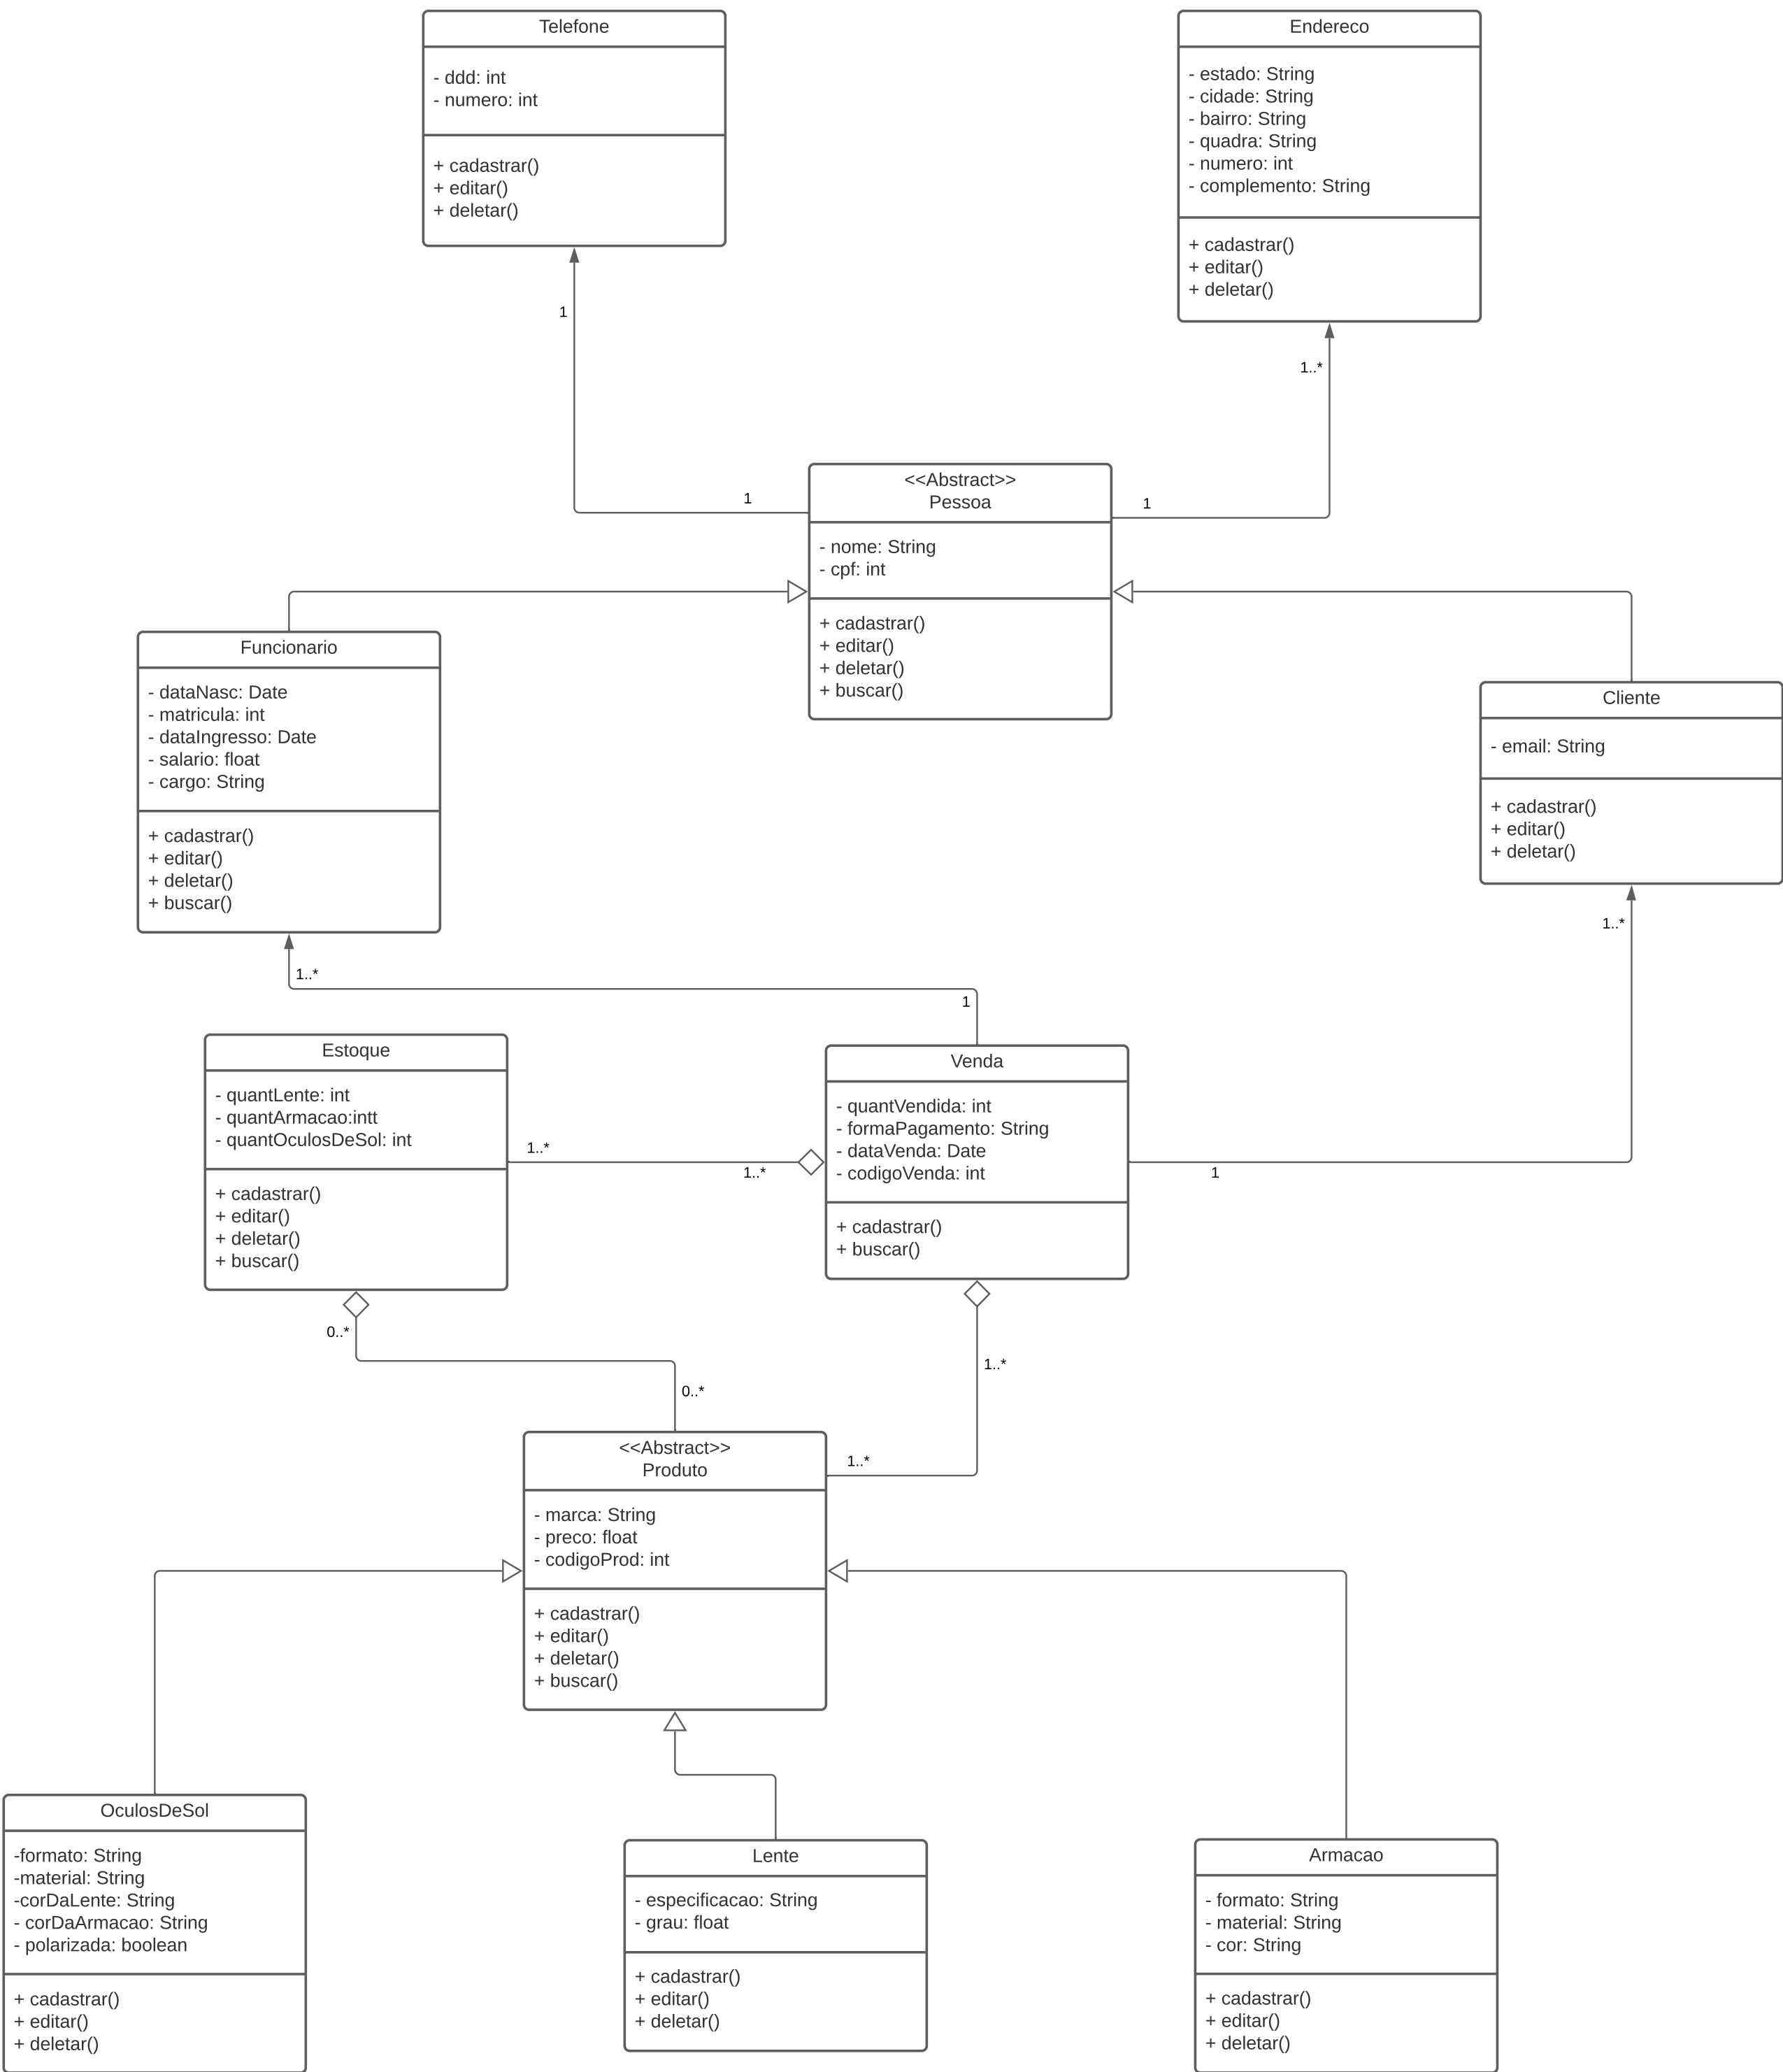 Telefone
- ddd: int
- numero: int
+ cadastrar()
+ editar()
+ deletar()
1
Endereco
- estado: String
- cidade: String
- bairro: String
- quadra: String
- numero: int
- complemento: String
+ cadastrar()
+ editar()
+ deletar()
1..*
1
1
<<Abstract>>
Pessoa
- nome: String
- cpf: int
+ cadastrar()
+ editar()
+ deletar()
+ buscar()
Funcionario
- dataNasc: Date
- matricula: int
- dataIngresso: Date
- salario: float
- cargo: String
+ cadastrar()
+ editar()
+ deletar()
+ buscar()
Cliente
- email: String
+ cadastrar()
+ editar()
+ deletar()
1..*
1..*
1
Estoque
- quantLente: int
- quantArmacao:intt
- quantOculosDeSol: int
+ cadastrar()
+ editar()
+ deletar()
+ buscar()
1..*
1..*
Venda
- quantVendida: int
- formaPagamento: String
- dataVenda: Date
- codigoVenda: int
+ cadastrar()
+ buscar()
1
0..*
0..*
1..*
1..*
<<Abstract>>
Produto
- marca: String
- preco: float
- codigoProd: int
+ cadastrar()
+ editar()
+ deletar()
+ buscar()
OculosDeSol
-formato: String
-material: String
-corDaLente: String
- corDaArmacao: String
- polarizada: boolean
+ cadastrar()
+ editar()
+ deletar()
Lente
- especificacao: String
- grau: float
+ cadastrar()
+ editar()
+ deletar()
Armacao
- formato: String
- material: String
- cor: String
+ cadastrar()
+ editar()
+ deletar()